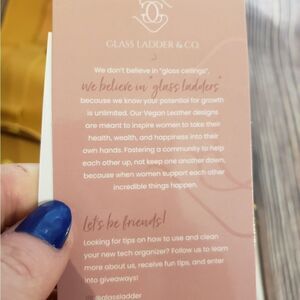 GLASS LADDER & CO.
We don't believe in "glass ceilings",
we believe in "glass ladders"
because we know your potential for growth
is unlimited. Our Vegan Leather designs
are meant to inspire women to take their
health, wealth, and happiness into their
own hands. Fostering a community to help
each other up, not keep one another down,
because when women support each other
incredible things happen.
let's be friends!
Looking for tips on how to use and clean
your new tech organizer? Follow us to learn
more about us, receive fun tips, and enter
into giveaways!
@glassladder